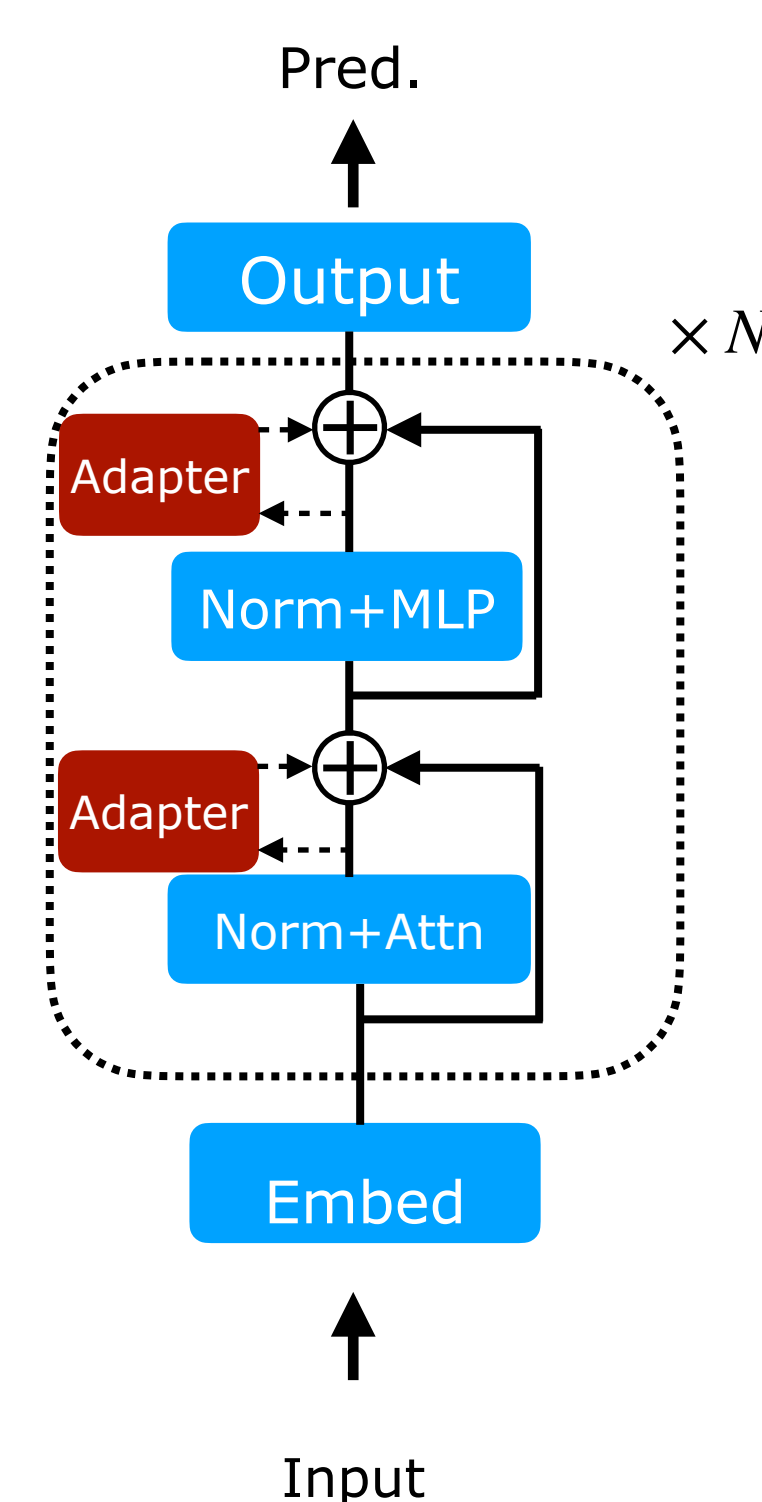 Pred.
Output
× N
Adapter
Norm+MLP
Adapter
Norm+Attn
Embed
Input